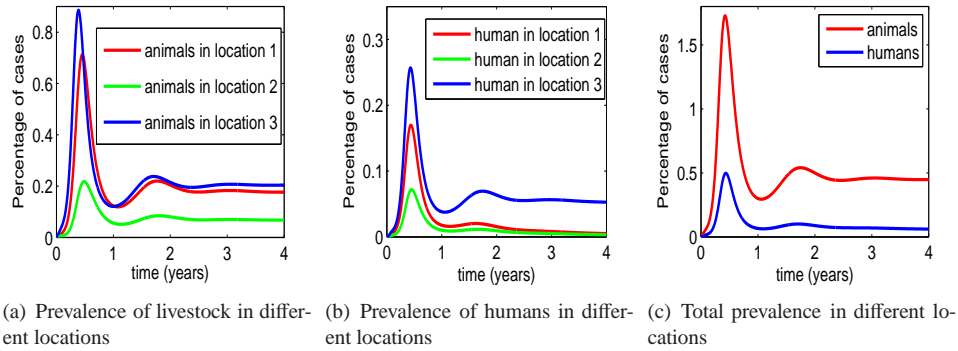 Percentage of cases
0.8
0.6
0.4
0.2
0
0 1 2 3 4
time (years)
animals in location 1
animals in location 2
animals in location 3
Percentage of cases
0.3
0.2
0.1
0
0 1 2 3 4
time (years)
human in location 1
human in location 2
human in location 3
Percentage of cases
1.5
1
0.5
0
0 1 2 3 4
time (years)
animals
humans
(a) Prevalence of livestock in differ-
ent locations
(b) Prevalence of humans in differ-
ent locations
(c) Total prevalence in different lo-
cations